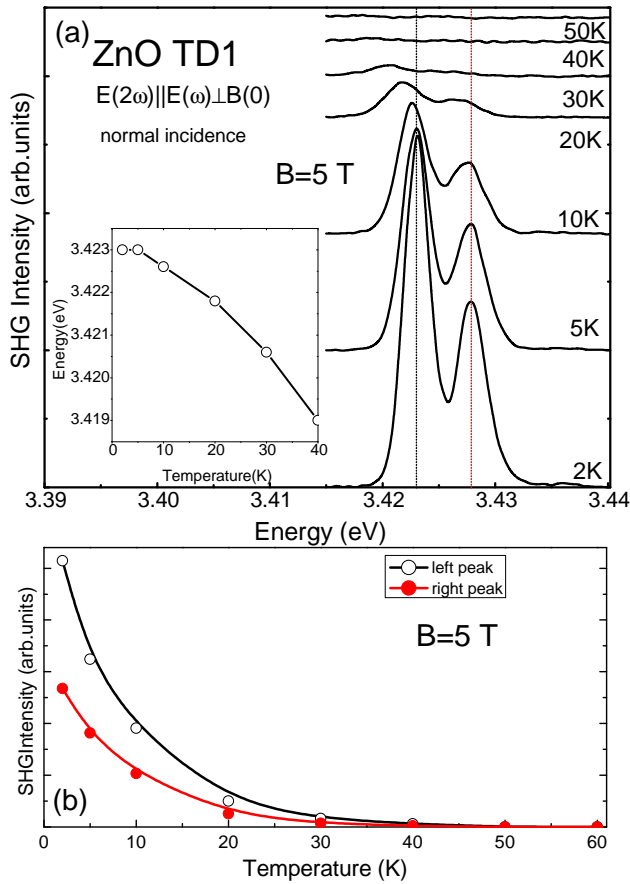 (a)
ZnO TD1
E(2ω)||E(ω)⊥B(0)
normal incidence
B=5 T
50K
40K
30K
20K
10K
5K
2K
SHG Intensity (arb.units)
3.423
3.422
3.421
3.420
3.419
Energy(eV)
0 10 20 30 40
Temperature(K)
3.39 3.40 3.41 3.42 3.43 3.44
Energy (eV)
left peak
right peak
B=5 T
SHGIntensity (arb.units)
(b)
0 10 20 30 40 50 60
Temperature (K)